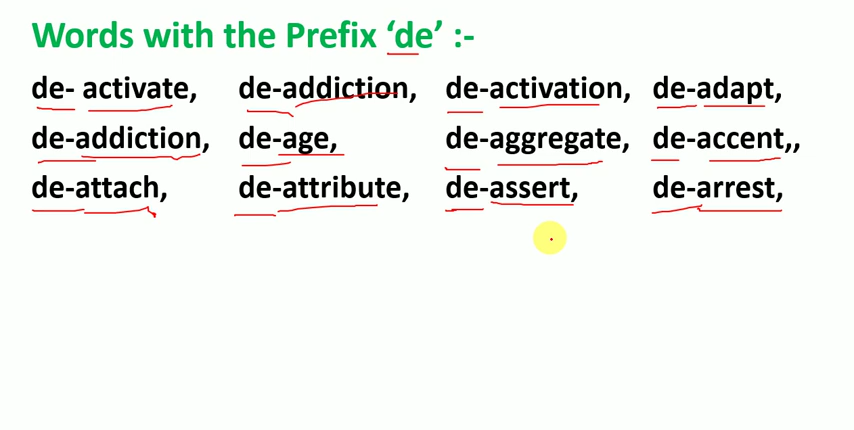 Words with the Prefix ‘de’ :-
de- activate, de-addiction, de-activation, de-adapt,
de-addiction, de-age, de-aggregate, de-accent,,
de-attach, de-attribute, de-assert, de-arrest,